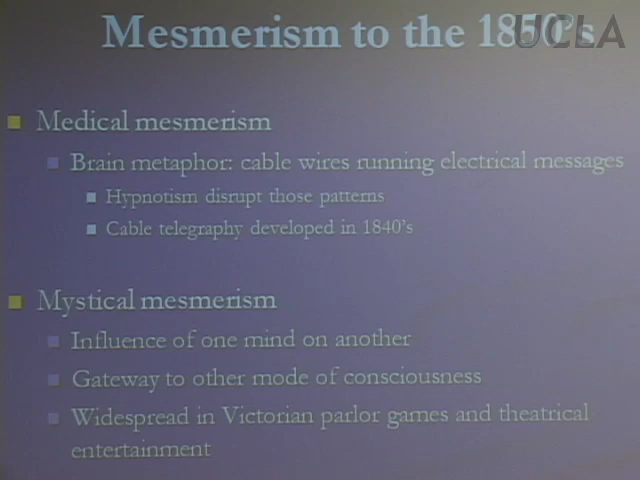 Mesmerism to the 1850's
UCLA
Medical mesmerism
Brain metaphor: cable wires running electrical messages
Hypnotism disrupt those patterns
Cable telegraphy developed in 1840's
Mystical mesmerism
Influence of one mind on another
Gateway to other mode of consciousness
Widespread in Victorian parlor games and theatrical
entertainment